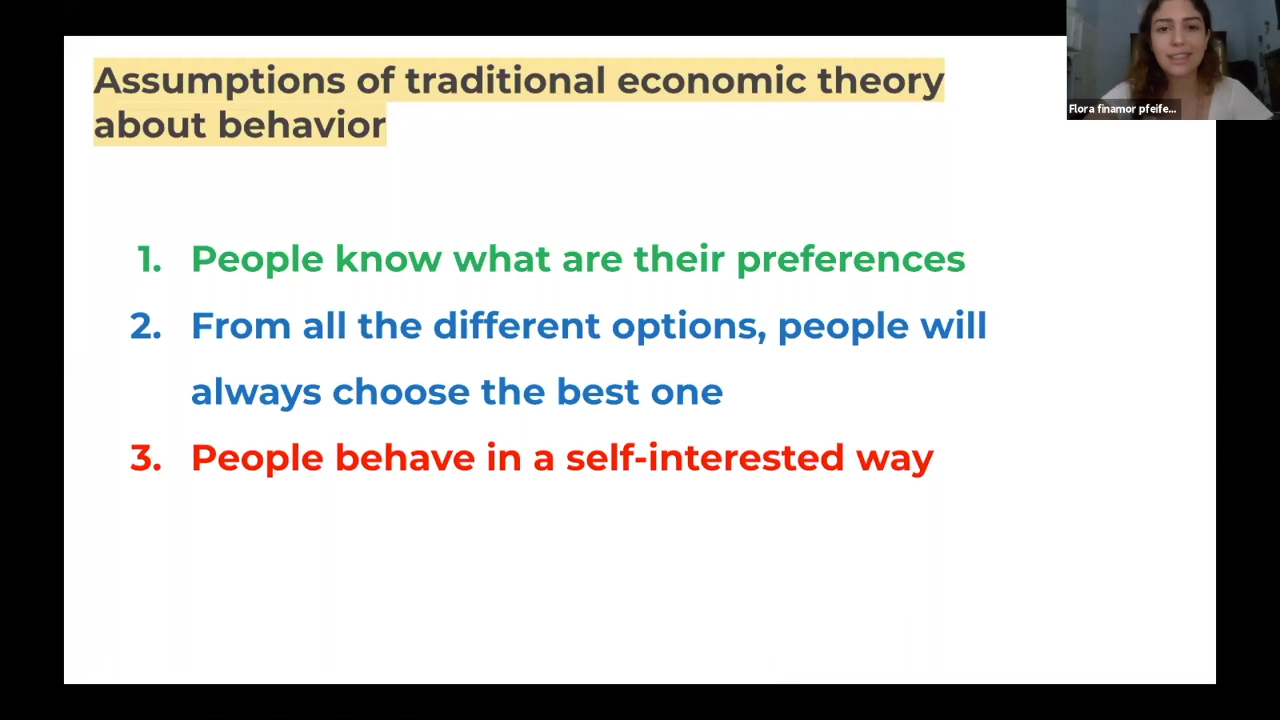 Assumptions of traditional economic theory
about behavior
Flora finamor pfeife...
1. People know what are their preferences
2. From all the different options, people will
always choose the best one
3. People behave in a self-interested way